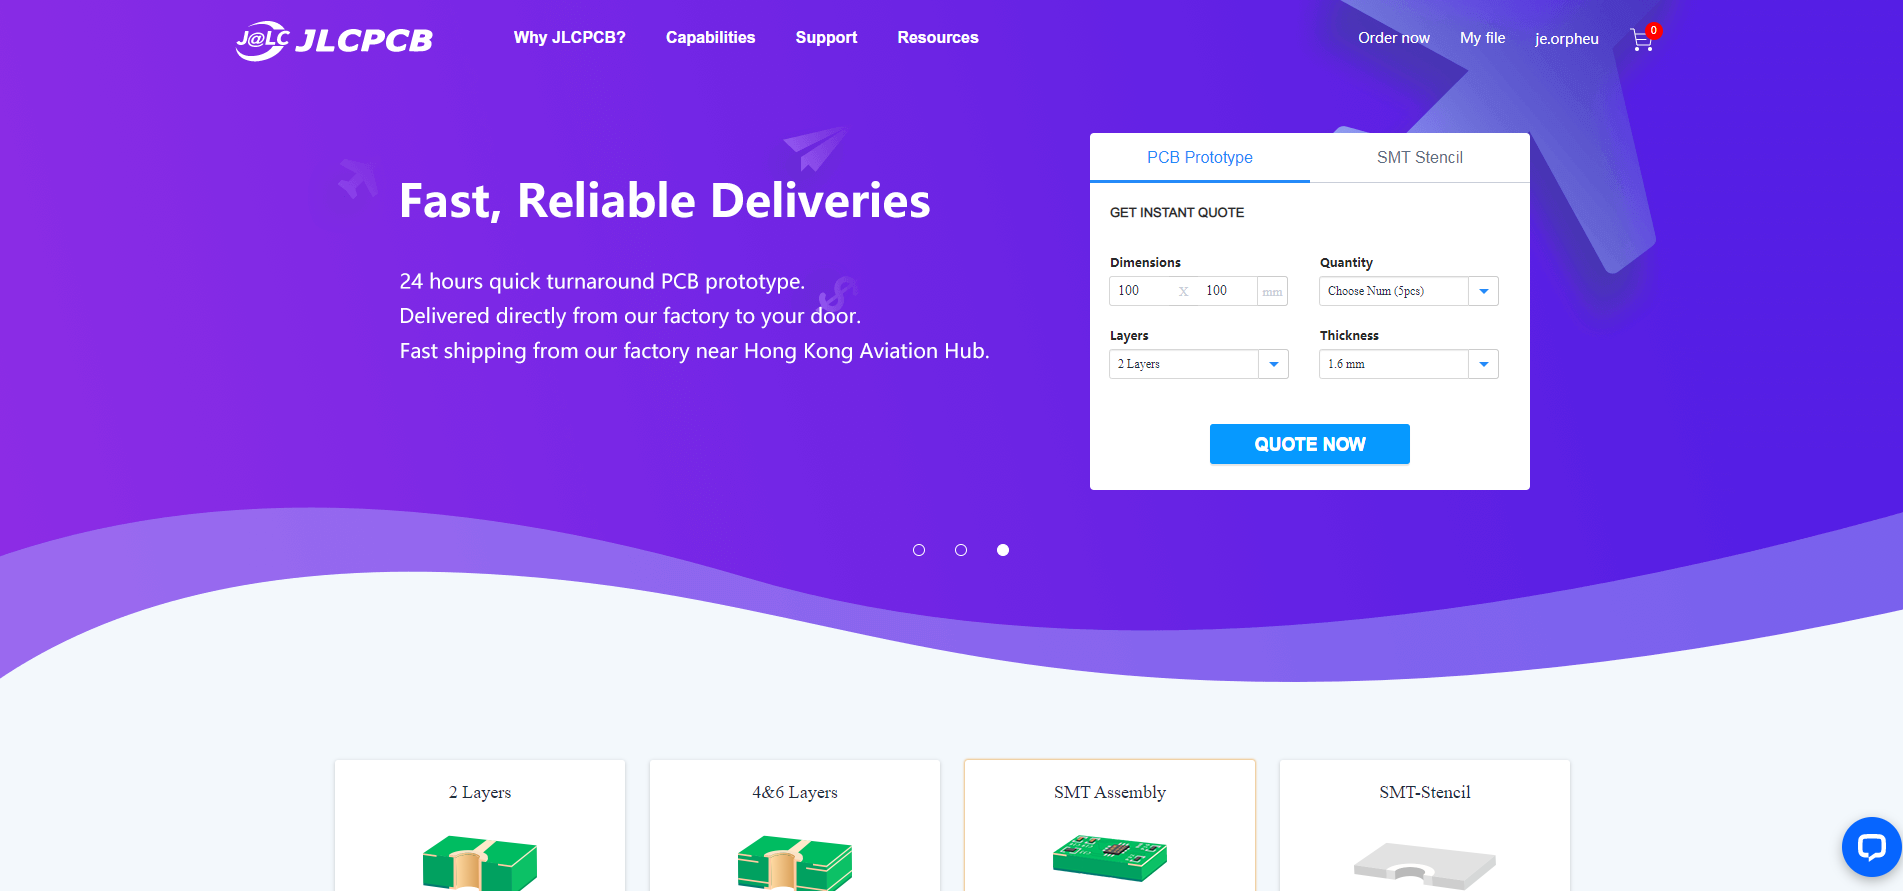 J@LC JLCPCB
Why JLCPCB? Capabilities Support Resources
Order now My file je.orpheu 0
Fast, Reliable Deliveries
24 hours quick turnaround PCB prototype.
Delivered directly from our factory to your door.
Fast shipping from our factory near Hong Kong Aviation Hub.
PCB Prototype SMT Stencil
GET INSTANT QUOTE
Dimensions Quantity
100 X 100 mm Choose Num (5pcs)
Layers Thickness
2 Layers 1.6 mm
QUOTE NOW
2 Layers
4&6 Layers
SMT Assembly
SMT-Stencil